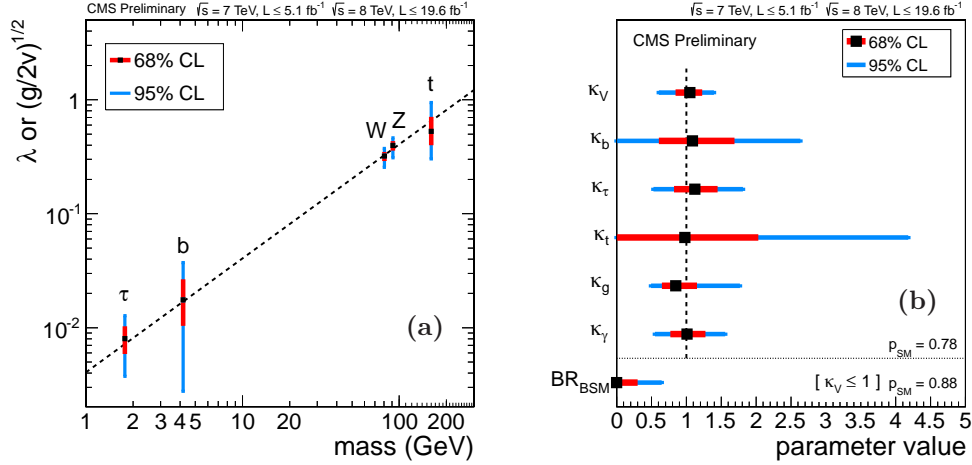 CMS Preliminary √s = 7 TeV, L ≤ 5.1 fb⁻¹ √s = 8 TeV, L ≤ 19.6 fb⁻¹
λ or (g/2v)^1/2
68% CL
95% CL
1
10⁻¹
10⁻²
τ
b
W
Z
t
(a)
1 2 3 4 5 10 20 100 200
mass (GeV)
√s = 7 TeV, L ≤ 5.1 fb⁻¹ √s = 8 TeV, L ≤ 19.6 fb⁻¹
CMS Preliminary
68% CL
95% CL
κ_V
κ_b
κ_τ
κ_t
κ_g
κ_γ
(b)
p_SM = 0.78
BR_BSM
[ κ_V ≤ 1 ] p_SM = 0.88
0 0.5 1 1.5 2 2.5 3 3.5 4 4.5 5
parameter value